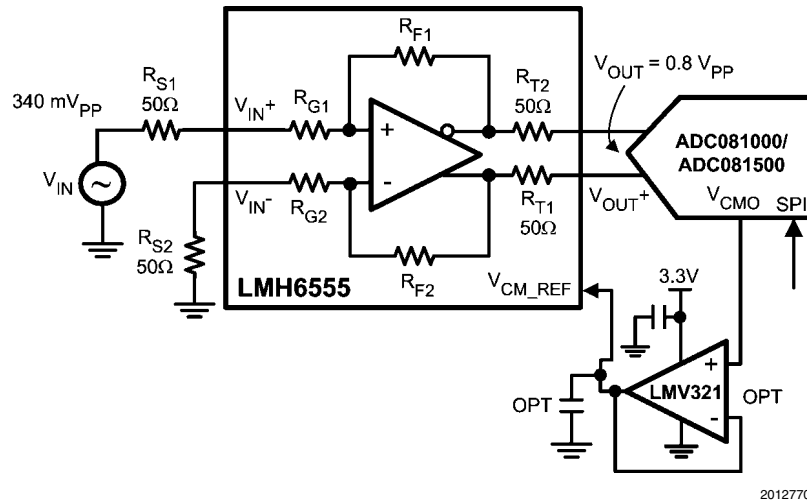 R_F1
R_S1
50Ω
340 mV_PP
V_IN^+
R_G1
R_T2
50Ω
V_OUT = 0.8 V_PP
+
-
ADC081000/
ADC081500
V_IN
~
V_IN^-
R_G2
R_T1
50Ω
V_OUT^+
V_CMO
SPI
R_S2
50Ω
R_F2
LMH6555
V_CM_REF
3.3V
+
LMV321
-
OPT
OPT
2012770